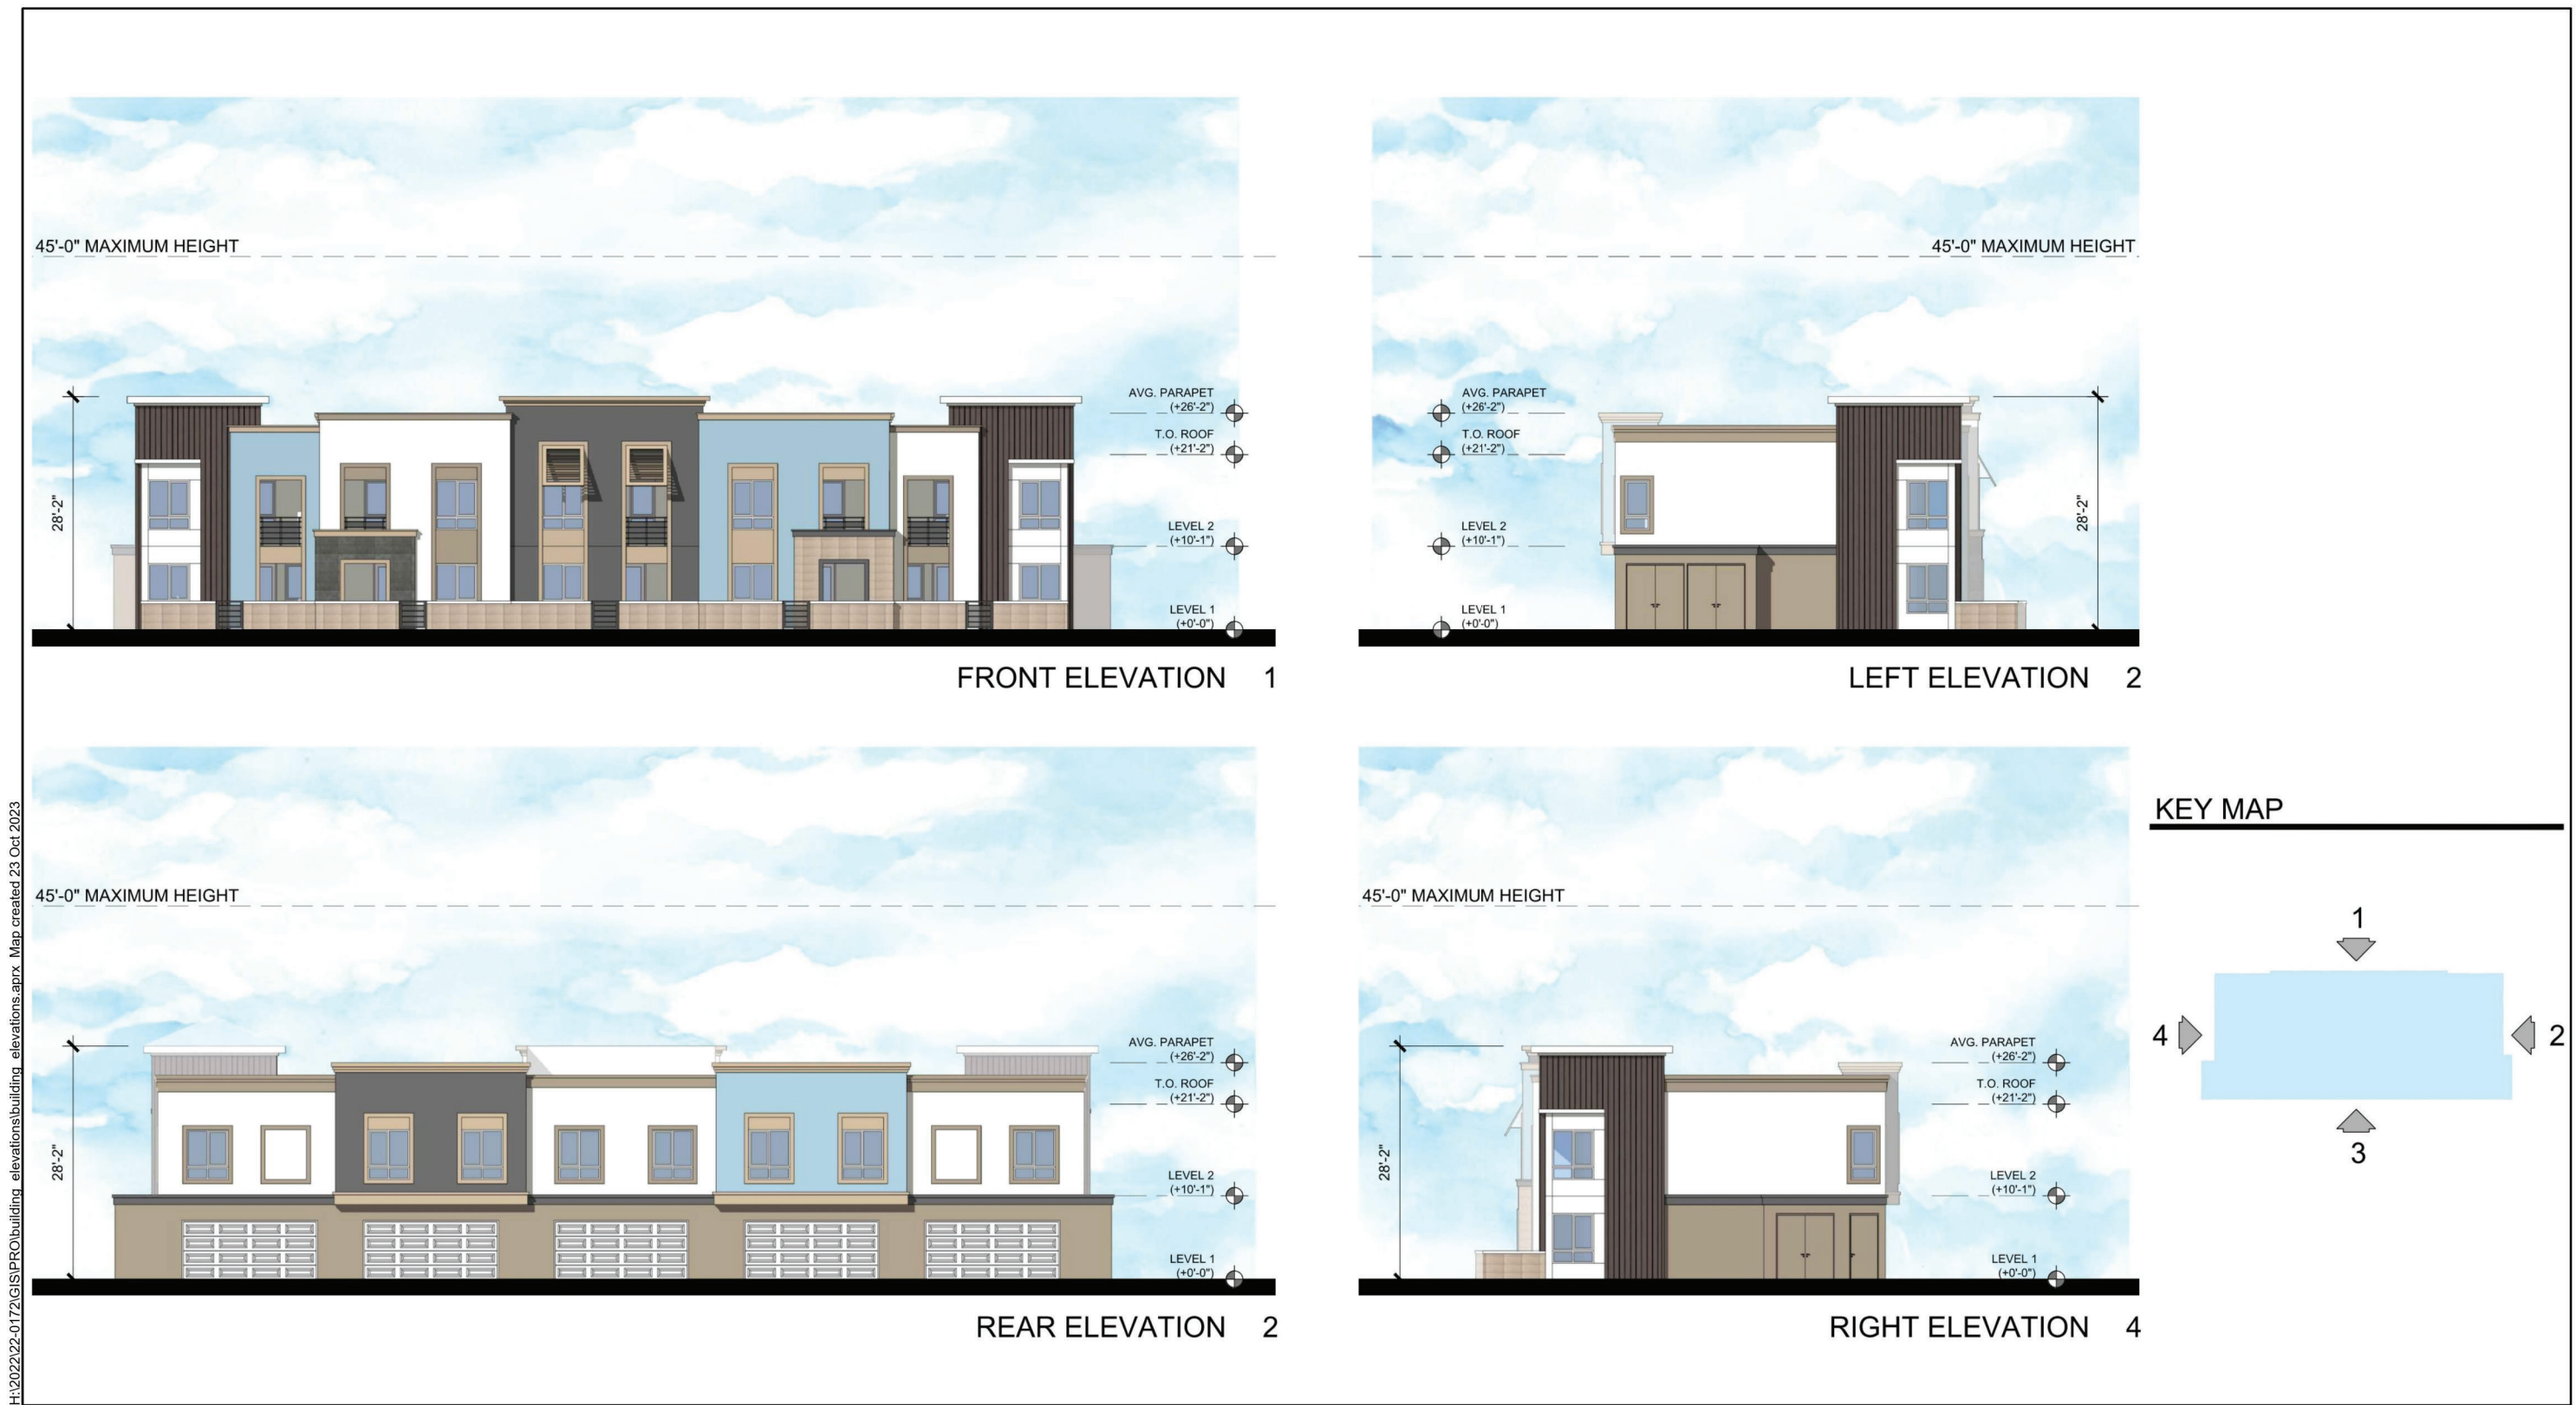 45'-0" MAXIMUM HEIGHT
28'-2"
AVG. PARAPET
(+26'-2")
T.O. ROOF
(+21'-2")
LEVEL 2
(+10'-1")
LEVEL 1
(+0'-0")
FRONT ELEVATION 1
45'-0" MAXIMUM HEIGHT
AVG. PARAPET
(+26'-2")
T.O. ROOF
(+21'-2")
LEVEL 2
(+10'-1")
LEVEL 1
(+0'-0")
28'-2"
LEFT ELEVATION 2
45'-0" MAXIMUM HEIGHT
28'-2"
AVG. PARAPET
(+26'-2")
T.O. ROOF
(+21'-2")
LEVEL 2
(+10'-1")
LEVEL 1
(+0'-0")
REAR ELEVATION 2
45'-0" MAXIMUM HEIGHT
28'-2"
AVG. PARAPET
(+26'-2")
T.O. ROOF
(+21'-2")
LEVEL 2
(+10'-1")
LEVEL 1
(+0'-0")
RIGHT ELEVATION 4
KEY MAP
1
4
2
3
H:\2022\22-0172\GIS\PRO\building_elevations\building_elevations.aprx Map created 23 Oct 2023